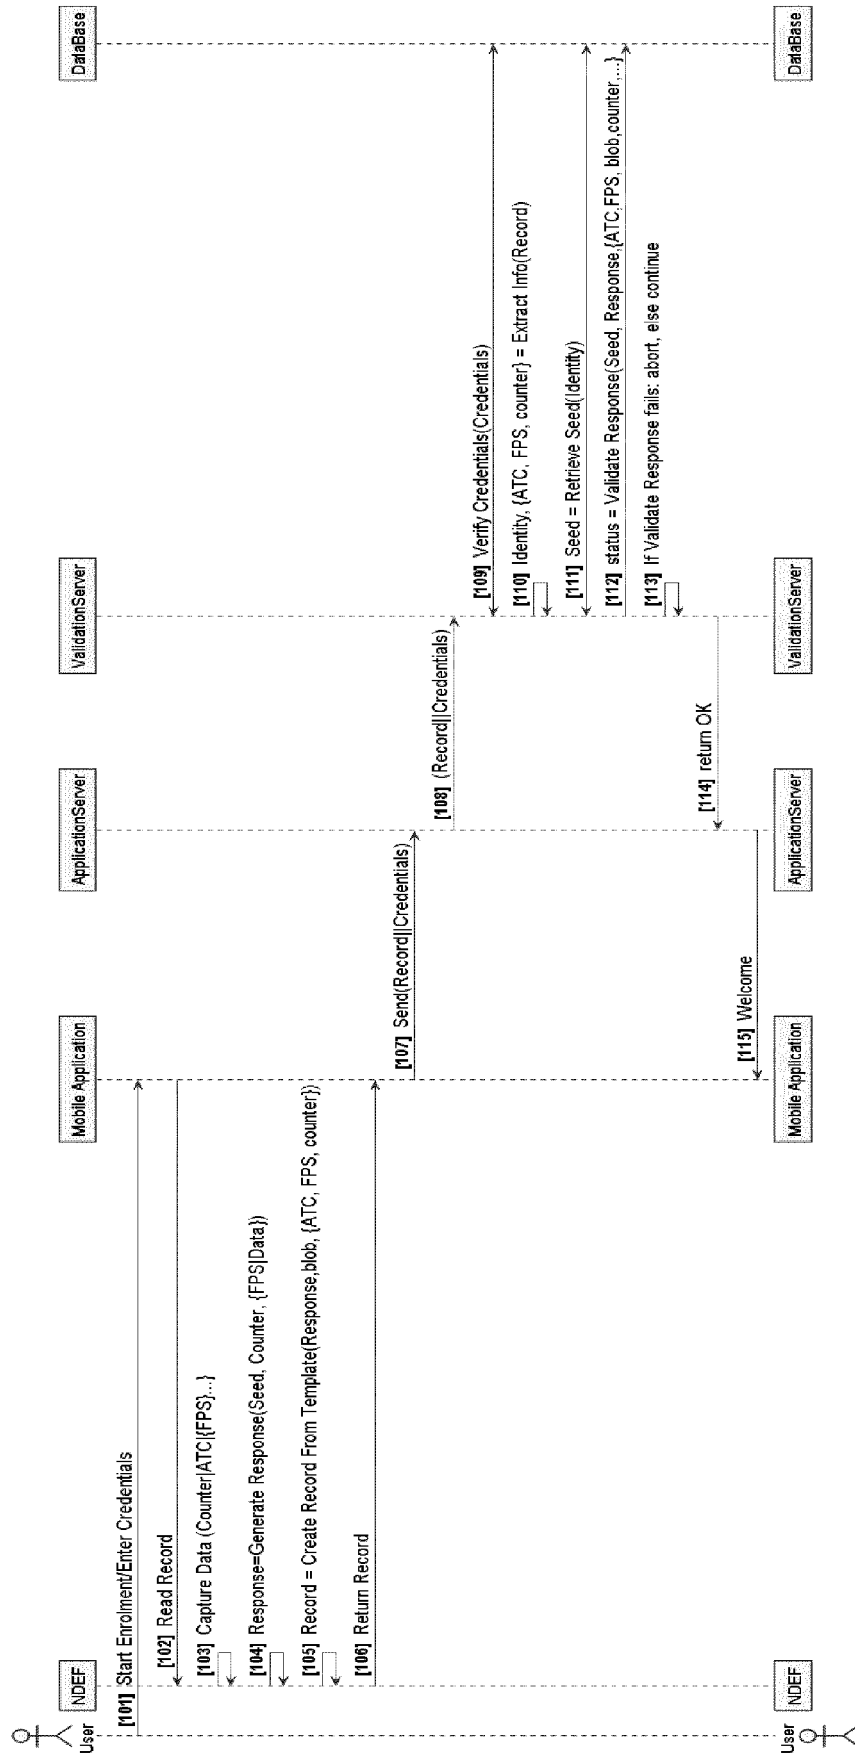 User
NDEF
Mobile Application
ApplicationServer
ValidationServer
DataBase
[101] Start Enrolment/Enter Credentials
[102] Read Record
[103] Capture Data (Counter|ATC|{FPS}...}
[104] Response=Generate Response(Seed, Counter, {FPS|Data})
[105] Record = Create Record From Template(Response,blob, {ATC, FPS, counter})
[106] Return Record
[107] Send(Record||Credentials)
[108] (Record||Credentials)
[109] Verify Credentials(Credentials)
[110] Identity, {ATC, FPS, counter} = Extract Info(Record)
[111] Seed = Retrieve Seed(Identity)
[112] status = Validate Response(Seed, Response,{ATC,FPS, blob,counter,...}
[113] If Validate Response fails: abort, else continue
[114] return OK
[115] Welcome
User
NDEF
Mobile Application
ApplicationServer
ValidationServer
DataBase